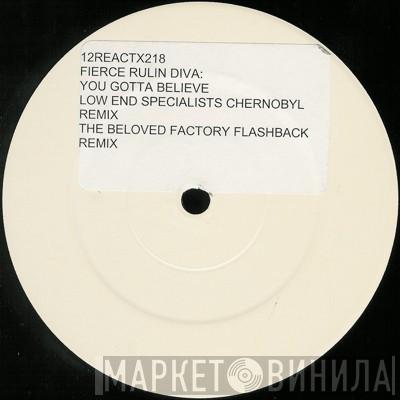 12REACTX218
FIERCE RULIN DIVA:
YOU GOTTA BELIEVE
LOW END SPECIALISTS CHERNOBYL
REMIX
THE BELOVED FACTORY FLASHBACK
REMIX
МАРКЕТ ВИНИЛА